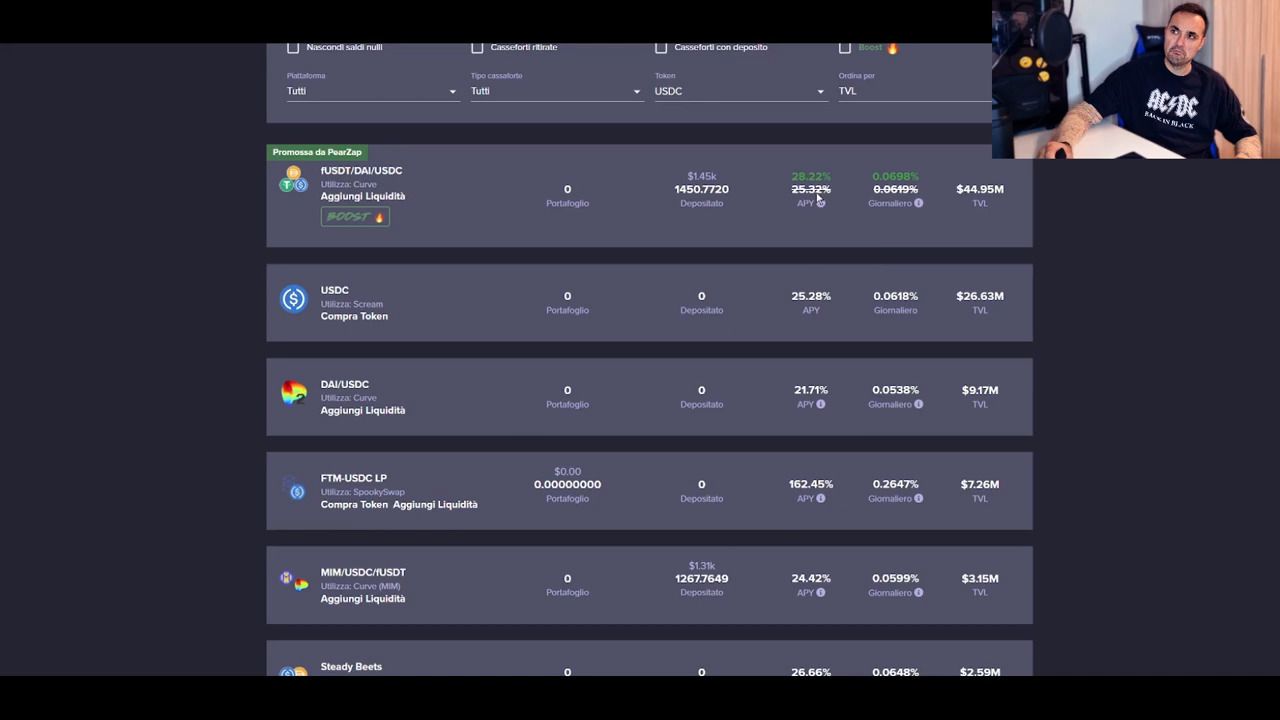 Nascondi saldi nulli
Casseforti ritirate
Casseforti con deposito
Boost
Piattaforma
Tipo cassaforte
Token
Ordina per
Tutti
Tutti
USDC
TVL
Promossa da PearZap
fUSDT/DAI/USDC
Utilizza: Curve
Aggiungi Liquidità
BOOST
0
Portafoglio
$1.45k
1450.7720
Depositato
28.22%
25.32%
APY
0.0698%
0.0619%
Giornaliero
$44.95M
TVL
USDC
Utilizza: Scream
Compra Token
0
Portafoglio
0
Depositato
25.28%
APY
0.0618%
Giornaliero
$26.63M
TVL
DAI/USDC
Utilizza: Curve
Aggiungi Liquidità
0
Portafoglio
0
Depositato
21.71%
APY
0.0538%
Giornaliero
$9.17M
TVL
FTM-USDC LP
Utilizza: SpookySwap
Compra Token Aggiungi Liquidità
$0.00
0.00000000
Portafoglio
0
Depositato
162.45%
APY
0.2647%
Giornaliero
$7.26M
TVL
MIM/USDC/fUSDT
Utilizza: Curve (MIM)
Aggiungi Liquidità
0
Portafoglio
$1.31k
1267.7649
Depositato
24.42%
APY
0.0599%
Giornaliero
$3.15M
TVL
Steady Beets
0
0
26.66%
0.0648%
$2.59M
AC/DC
BACK IN BLACK